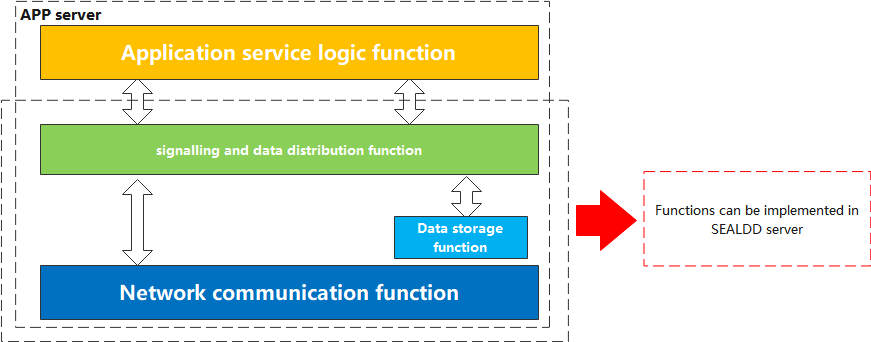 APP server
Application service logic function
signalling and data distribution function
Data storage
function
Network communication function
Functions can be implemented in
SEALDD server